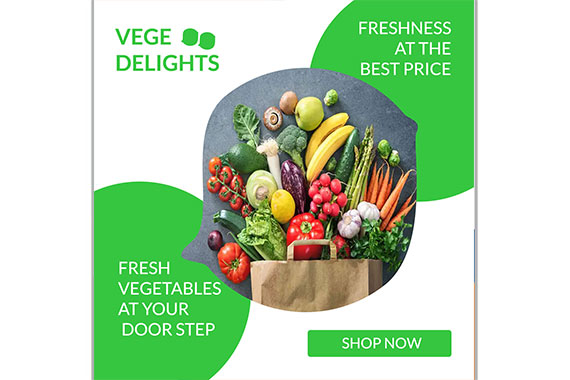 VEGE
DELIGHTS
FRESHNESS
AT THE
BEST PRICE
FRESH
VEGETABLES
AT YOUR
DOOR STEP
SHOP NOW